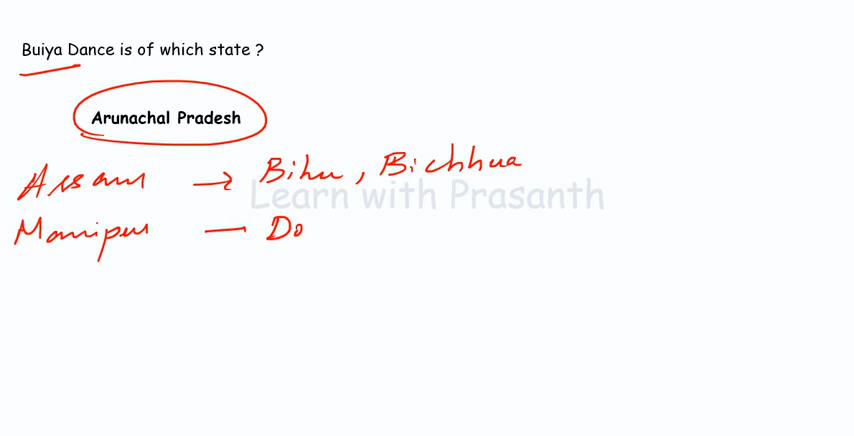 Buiya Dance is of which state ?
Arunachal Pradesh
Assam → Bihu, Bichhua
Learn with Prasanth
Manipur — Do